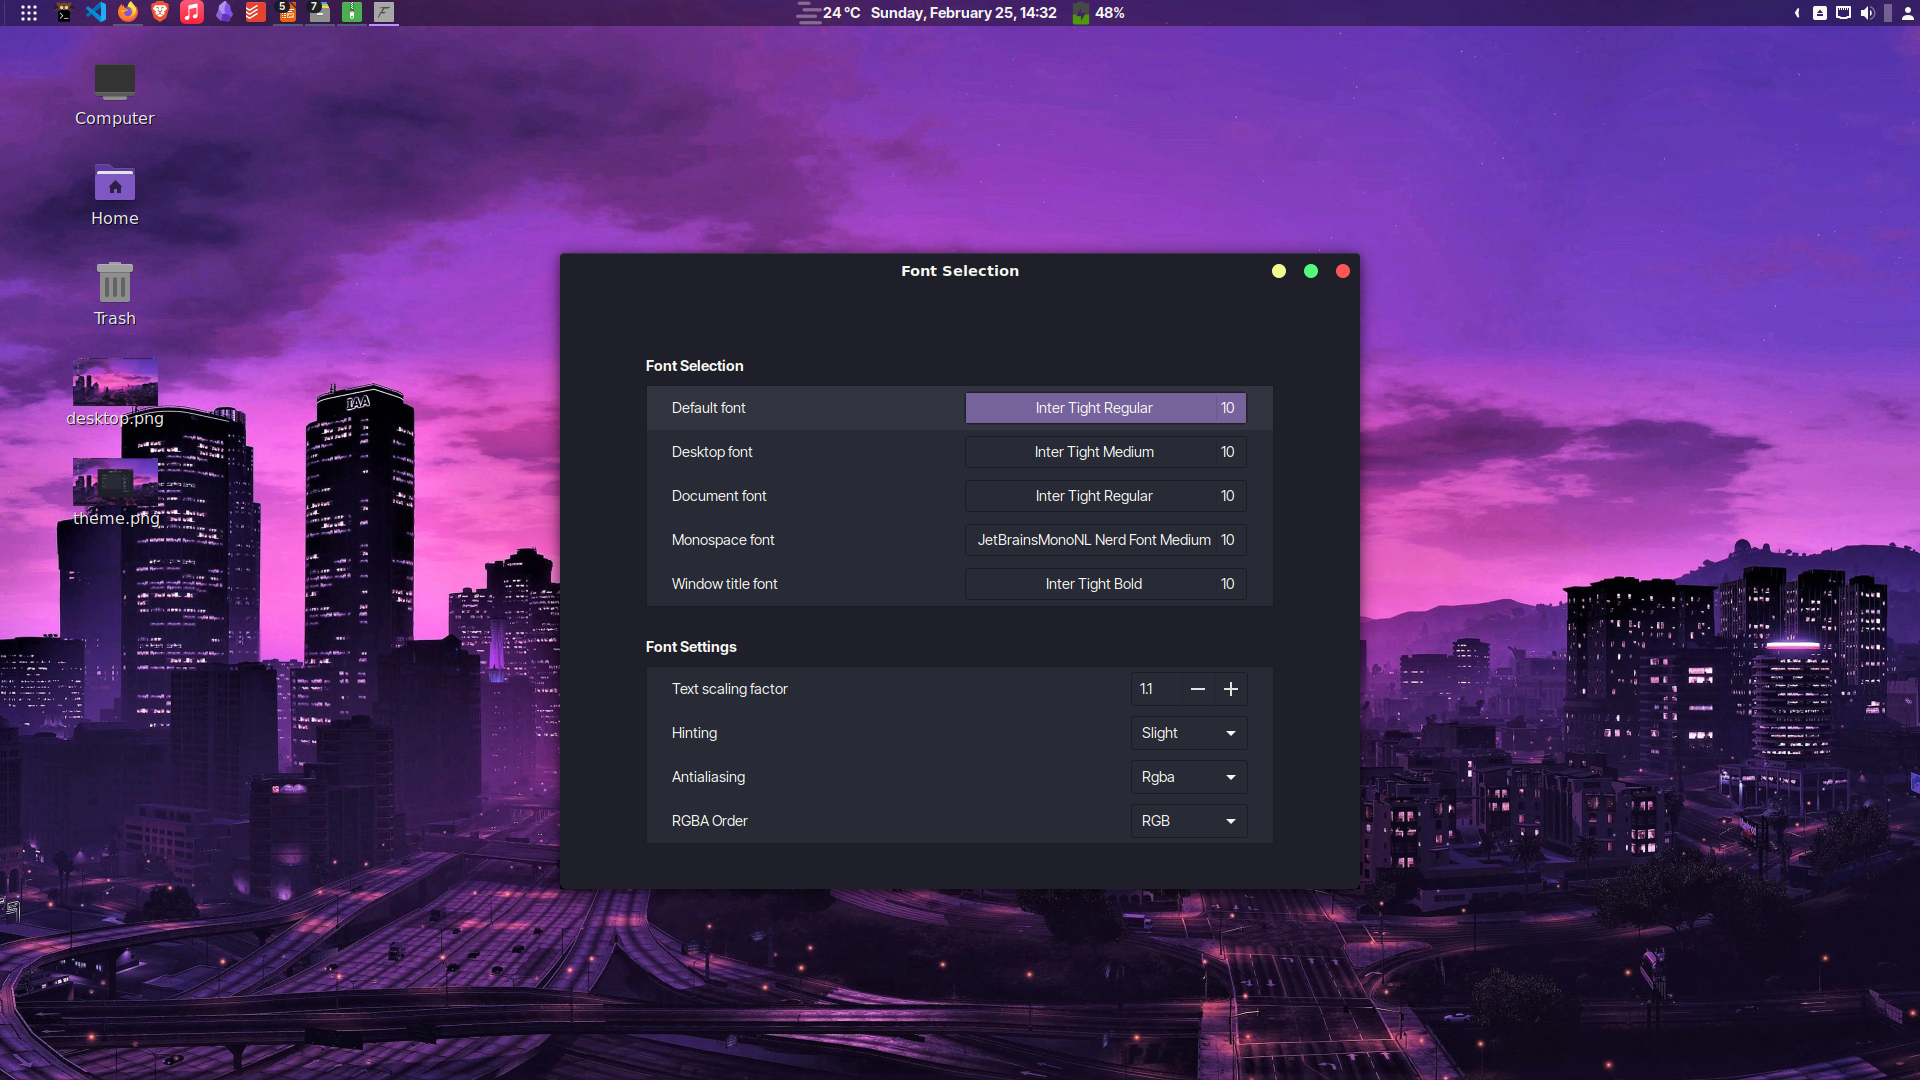 5
7
24 °C Sunday, February 25, 14:32 48%
Computer
Home
Trash
desktop.png
theme.png
IAA
Font Selection
Font Selection
Default font Inter Tight Regular 10
Desktop font Inter Tight Medium 10
Document font Inter Tight Regular 10
Monospace font JetBrainsMonoNL Nerd Font Medium 10
Window title font Inter Tight Bold 10
Font Settings
Text scaling factor 1.1 − +
Hinting Slight
Antialiasing Rgba
RGBA Order RGB